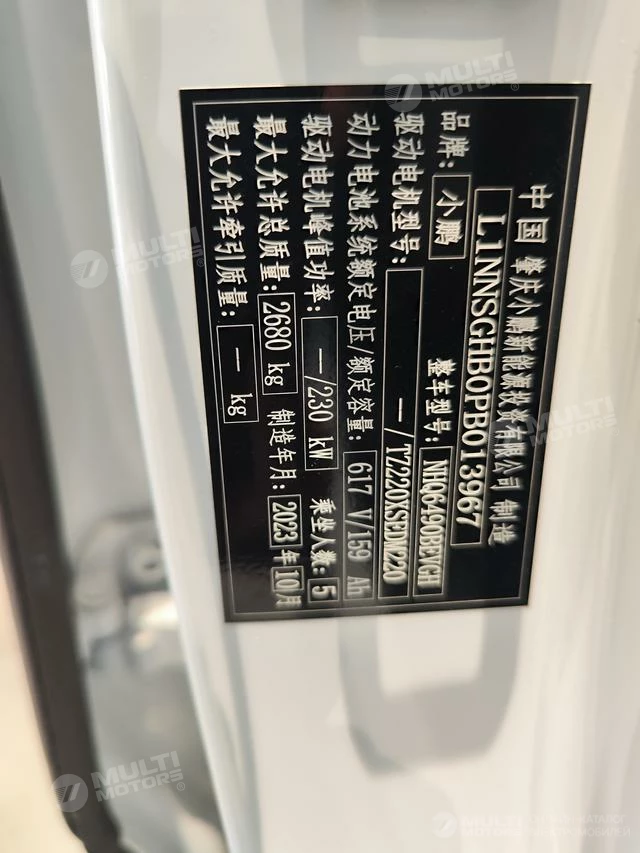 中国 肇庆小鹏新能源投资有限公司 制造
L1NNSGHB0PB013967
品牌: 小鹏 整车型号: NHQ6490BEVGH
驱动电机型号: —/TZ220XSEDM220
动力电池系统额定电压/额定容量: 617 V/159 Ah
驱动电机峰值功率: —/230 kW 乘坐人数: 5
最大允许总质量: 2680 kg 制造年月: 2023 年 10 月
最大允许牵引质量: — kg
MULTI MOTORS®
MULTI MOTORS®
MULTI MOTORS®
MULTI MOTORS